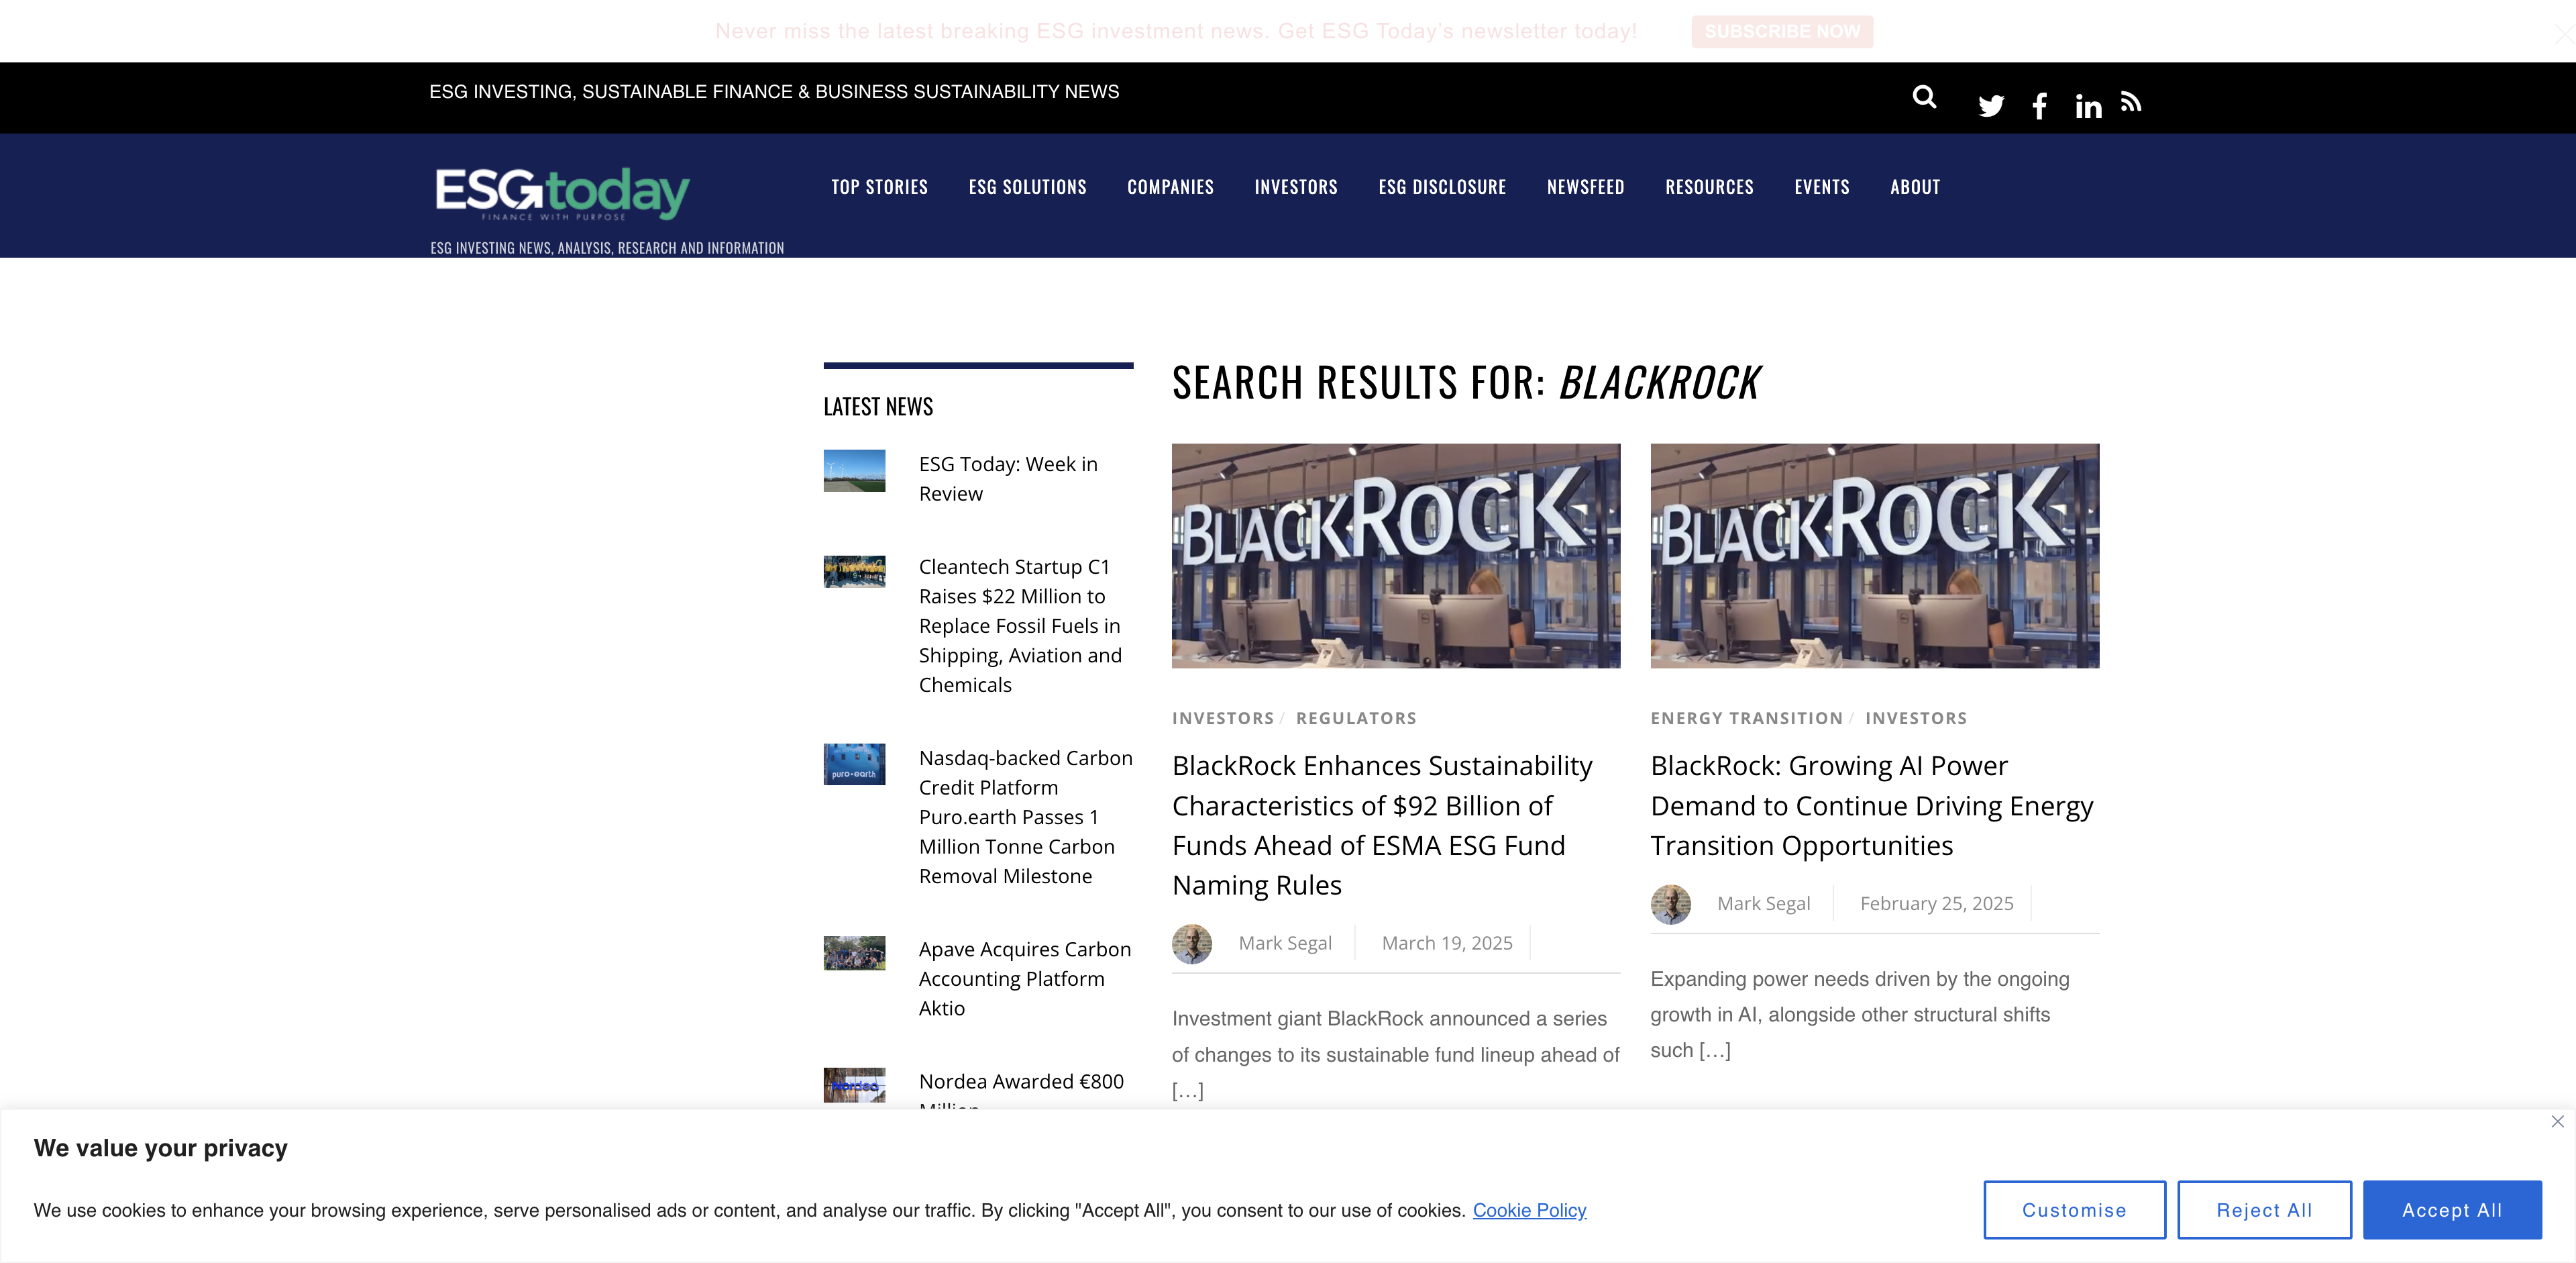 Never miss the latest breaking ESG investment news. Get ESG Today's newsletter today!
SUBSCRIBE NOW
ESG INVESTING, SUSTAINABLE FINANCE & BUSINESS SUSTAINABILITY NEWS
ESGtoday
FINANCE WITH PURPOSE
ESG INVESTING NEWS, ANALYSIS, RESEARCH AND INFORMATION
TOP STORIES
ESG SOLUTIONS
COMPANIES
INVESTORS
ESG DISCLOSURE
NEWSFEED
RESOURCES
EVENTS
ABOUT
LATEST NEWS
ESG Today: Week in
Review
Cleantech Startup C1
Raises $22 Million to
Replace Fossil Fuels in
Shipping, Aviation and
Chemicals
puro·earth
Nasdaq-backed Carbon
Credit Platform
Puro.earth Passes 1
Million Tonne Carbon
Removal Milestone
Apave Acquires Carbon
Accounting Platform
Aktio
Nordea
Nordea Awarded €800
Million
SEARCH RESULTS FOR: BLACKROCK
BLACKROCK
INVESTORS / REGULATORS
BlackRock Enhances Sustainability
Characteristics of $92 Billion of
Funds Ahead of ESMA ESG Fund
Naming Rules
Mark Segal
March 19, 2025
Investment giant BlackRock announced a series
of changes to its sustainable fund lineup ahead of
[…]
BLACKROCK
ENERGY TRANSITION / INVESTORS
BlackRock: Growing AI Power
Demand to Continue Driving Energy
Transition Opportunities
Mark Segal
February 25, 2025
Expanding power needs driven by the ongoing
growth in AI, alongside other structural shifts
such […]
We value your privacy
We use cookies to enhance your browsing experience, serve personalised ads or content, and analyse our traffic. By clicking "Accept All", you consent to our use of cookies. Cookie Policy
Customise
Reject All
Accept All